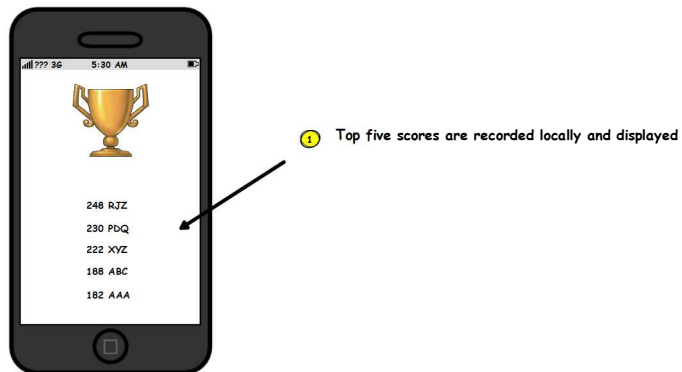 ??? 3G 5:30 AM
1 Top five scores are recorded locally and displayed
248 RJZ
230 PDQ
222 XYZ
188 ABC
182 AAA